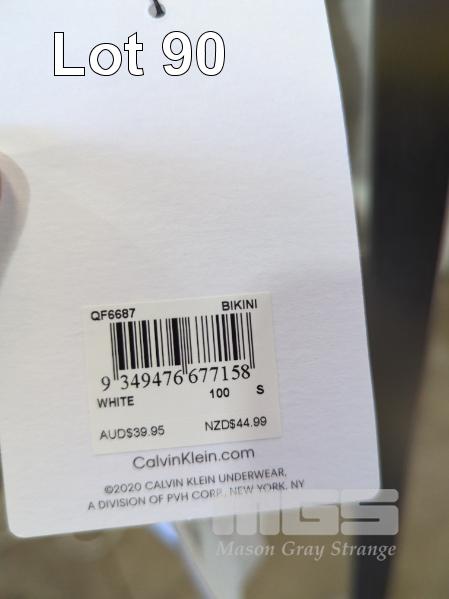 Lot 90
QF6687 BIKINI
9 349476 677158
WHITE 100 S
AUD$39.95 NZD$44.99
CalvinKlein.com
©2020 CALVIN KLEIN UNDERWEAR,
A DIVISION OF PVH CORP., NEW YORK, NY
MGS
Mason Gray Strange